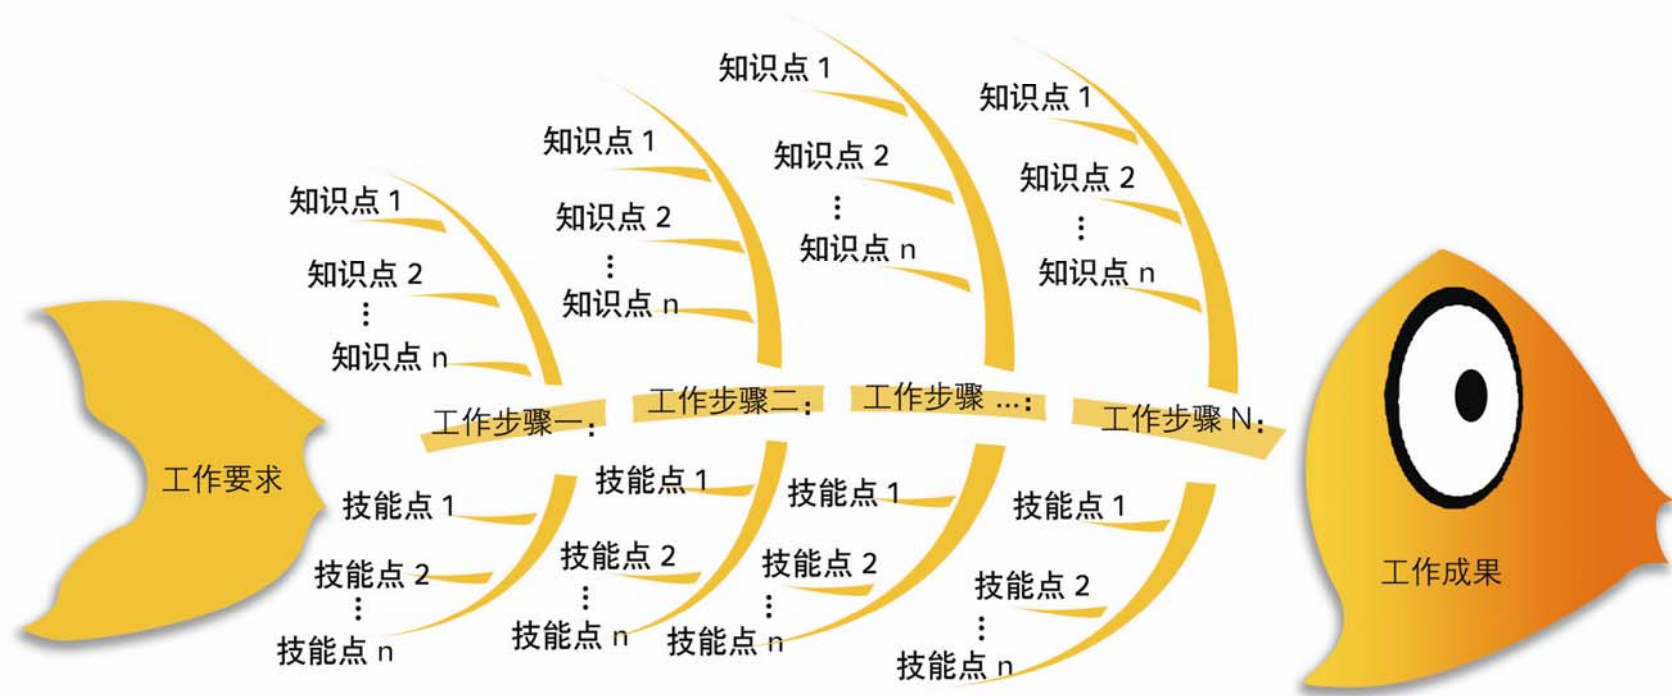 知识点 1
知识点 2
⋮
知识点 n
知识点 1
知识点 2
⋮
知识点 n
知识点 1
知识点 2
⋮
知识点 n
知识点 1
知识点 2
⋮
知识点 n
工作要求
工作步骤一：
工作步骤二：
工作步骤 ...：
工作步骤 N：
工作成果
技能点 1
技能点 2
⋮
技能点 n
技能点 1
技能点 2
⋮
技能点 n
技能点 1
技能点 2
⋮
技能点 n
技能点 1
技能点 2
⋮
技能点 n